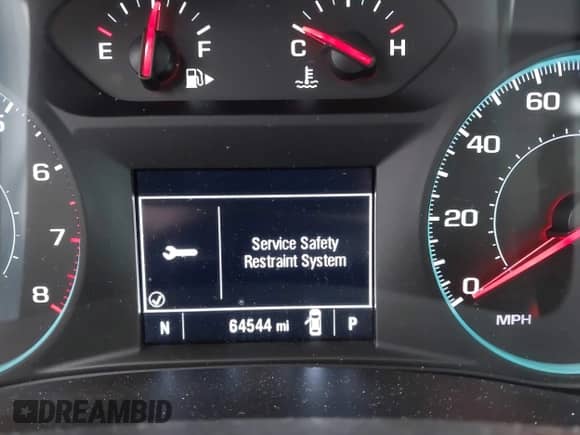 E F
C H
6
7
8
60
40
20
0
MPH
Service Safety
Restraint System
N 64544 mi P
DREAMBID